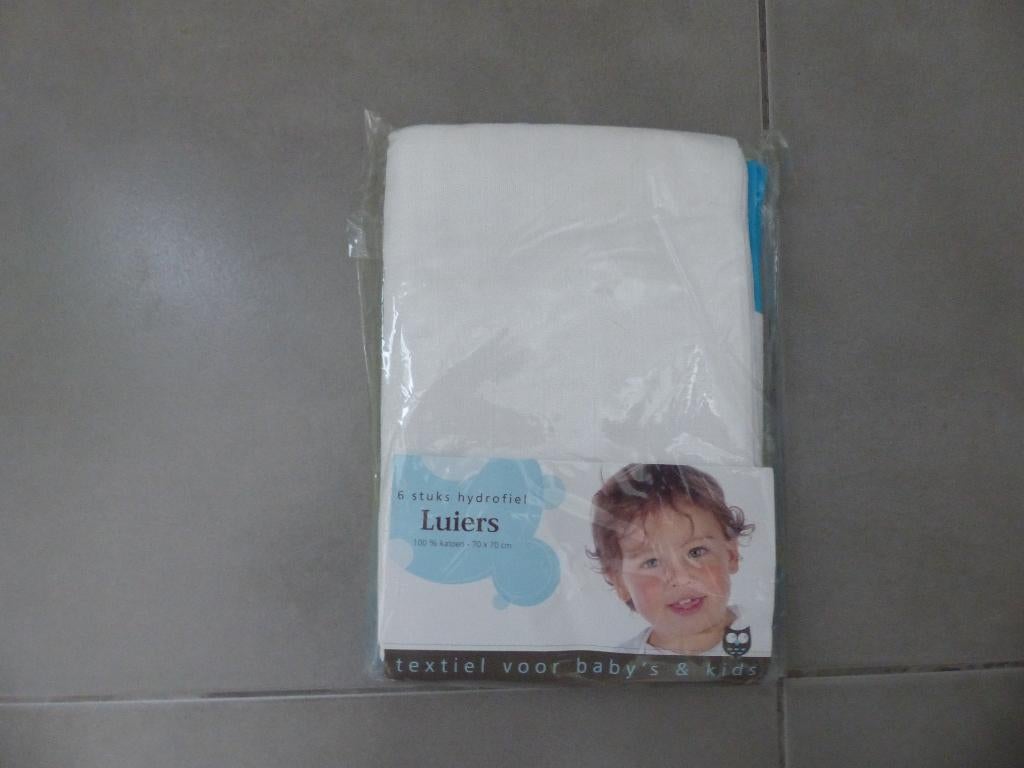 6 stuks hydrofiel
Luiers
100 % katoen - 70 x 70 cm
textiel voor baby's & kids